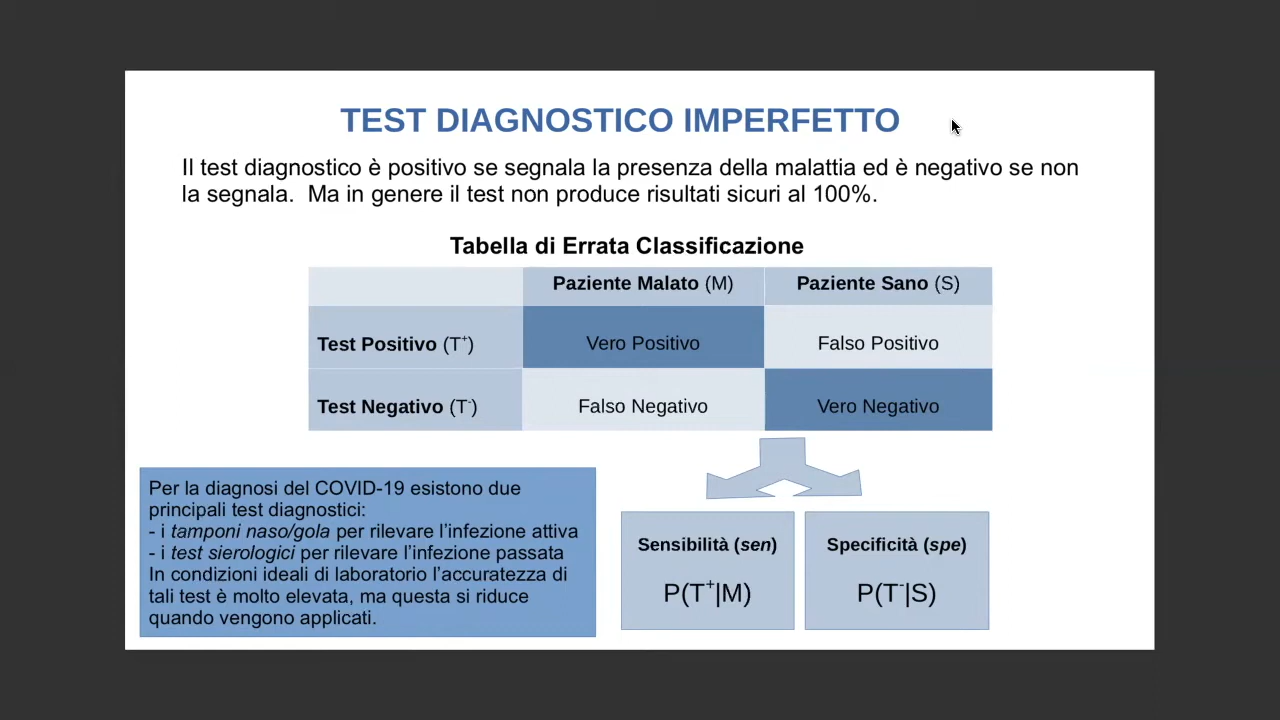 TEST DIAGNOSTICO IMPERFETTO
Il test diagnostico è positivo se segnala la presenza della malattia ed è negativo se non
la segnala.  Ma in genere il test non produce risultati sicuri al 100%.
Tabella di Errata Classificazione
Paziente Malato (M) Paziente Sano (S)
Test Positivo (T⁺) Vero Positivo Falso Positivo
Test Negativo (T⁻) Falso Negativo Vero Negativo
Per la diagnosi del COVID-19 esistono due
principali test diagnostici:
- i tamponi naso/gola per rilevare l’infezione attiva
- i test sierologici per rilevare l’infezione passata
In condizioni ideali di laboratorio l’accuratezza di
tali test è molto elevata, ma questa si riduce
quando vengono applicati.
Sensibilità (sen)
P(T⁺|M)
Specificità (spe)
P(T⁻|S)